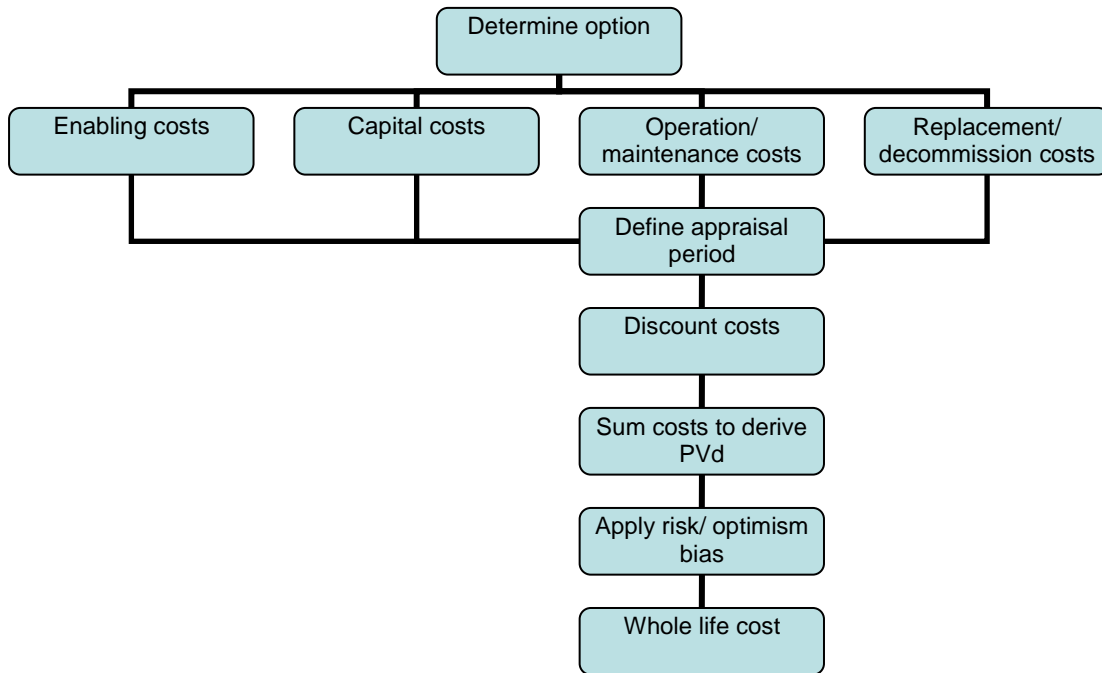 Determine option
Enabling costs
Capital costs
Operation/
maintenance costs
Replacement/
decommission costs
Define appraisal
period
Discount costs
Sum costs to derive
PVd
Apply risk/ optimism
bias
Whole life cost